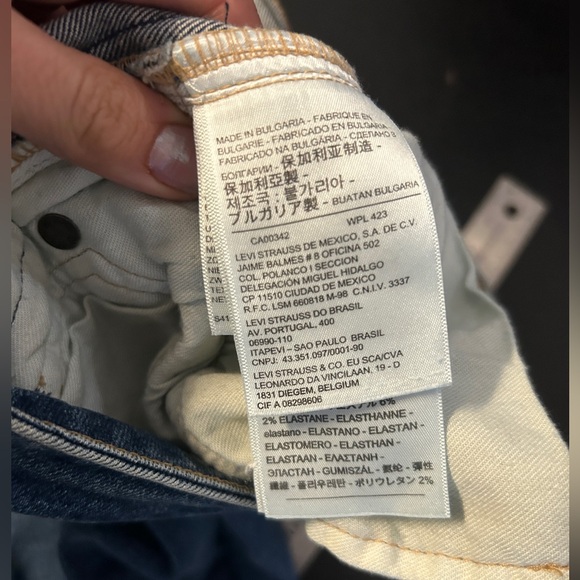 MADE IN BULGARIA - FABRIQUE EN
BULGARIE - FABRICADO EN BULGARIA
FABRICADO NA BULGÁRIA - СДЕЛАНО В
БОЛГАРИИ - 保加利亚制造 -
保加利亞製 -
제조국 : 불가리아 -
ブルガリア製 - BUATAN BULGARIA
CA00342 WPL 423
LEVI STRAUSS DE MEXICO, S.A. DE C.V.
JAIME BALMES # 8 OFICINA 502
COL. POLANCO I SECCION
DELEGACIÓN MIGUEL HIDALGO
CP 11510 CIUDAD DE MEXICO
R.F.C. LSM 660818 M-98 C.N.I.V. 3337
LEVI STRAUSS DO BRASIL
AV. PORTUGAL, 400
06990-110
ITAPEVI – SAO PAULO BRASIL
CNPJ: 43.351.097/0001-90
LEVI STRAUSS & CO. EU SCA/CVA
LEONARDO DA VINCILAAN. 19 - D
1831 DIEGEM, BELGIUM
CIF A 08298606
6%
2% ELASTANE - ELASTHANNE -
elastano - ELASTANO - ELASTAN -
ELASTOMERO - ELASTHAN -
ELASTAAN - ΕΛΑΣΤΑΝΗ -
ЭЛАСТАН - GUMISZÁL - 氨纶 - 彈性
纖維 - 폴리우레탄 - ポリウレタン 2%